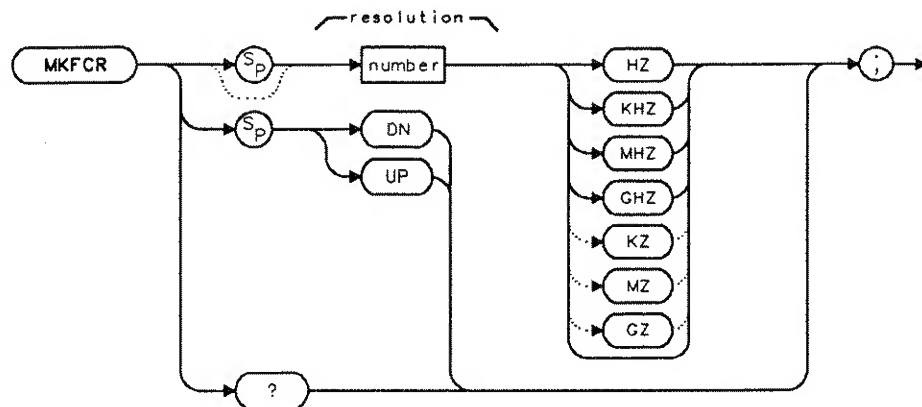 resolution
MKFCR SP number HZ ;
KHZ
SP DN MHZ
UP GHZ
KZ
MZ
GZ
?